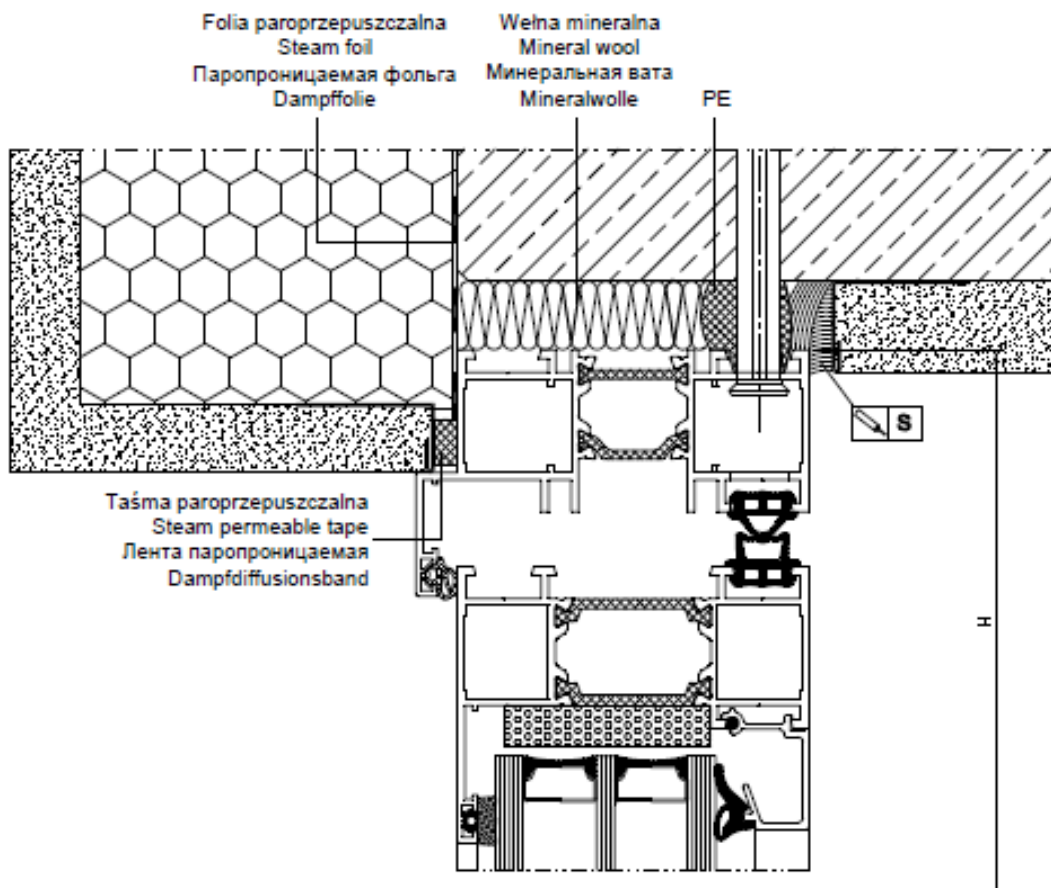 Folia paroprzepuszczalna
Steam foil
Паропроницаемая фольга
Dampffolie
Wełna mineralna
Mineral wool
Минеральная вата
Mineralwolle
PE
S
Taśma paroprzepuszczalna
Steam permeable tape
Лента паропроницаемая
Dampfdiffusionsband
H